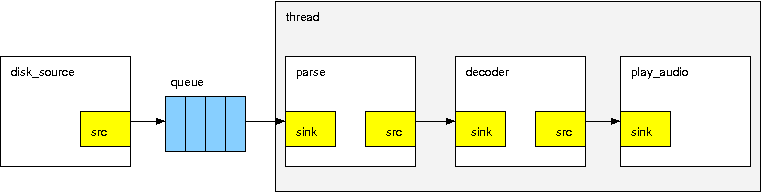 thread
disk_source
queue
parse
decoder
play_audio
src
sink
src
sink
src
sink